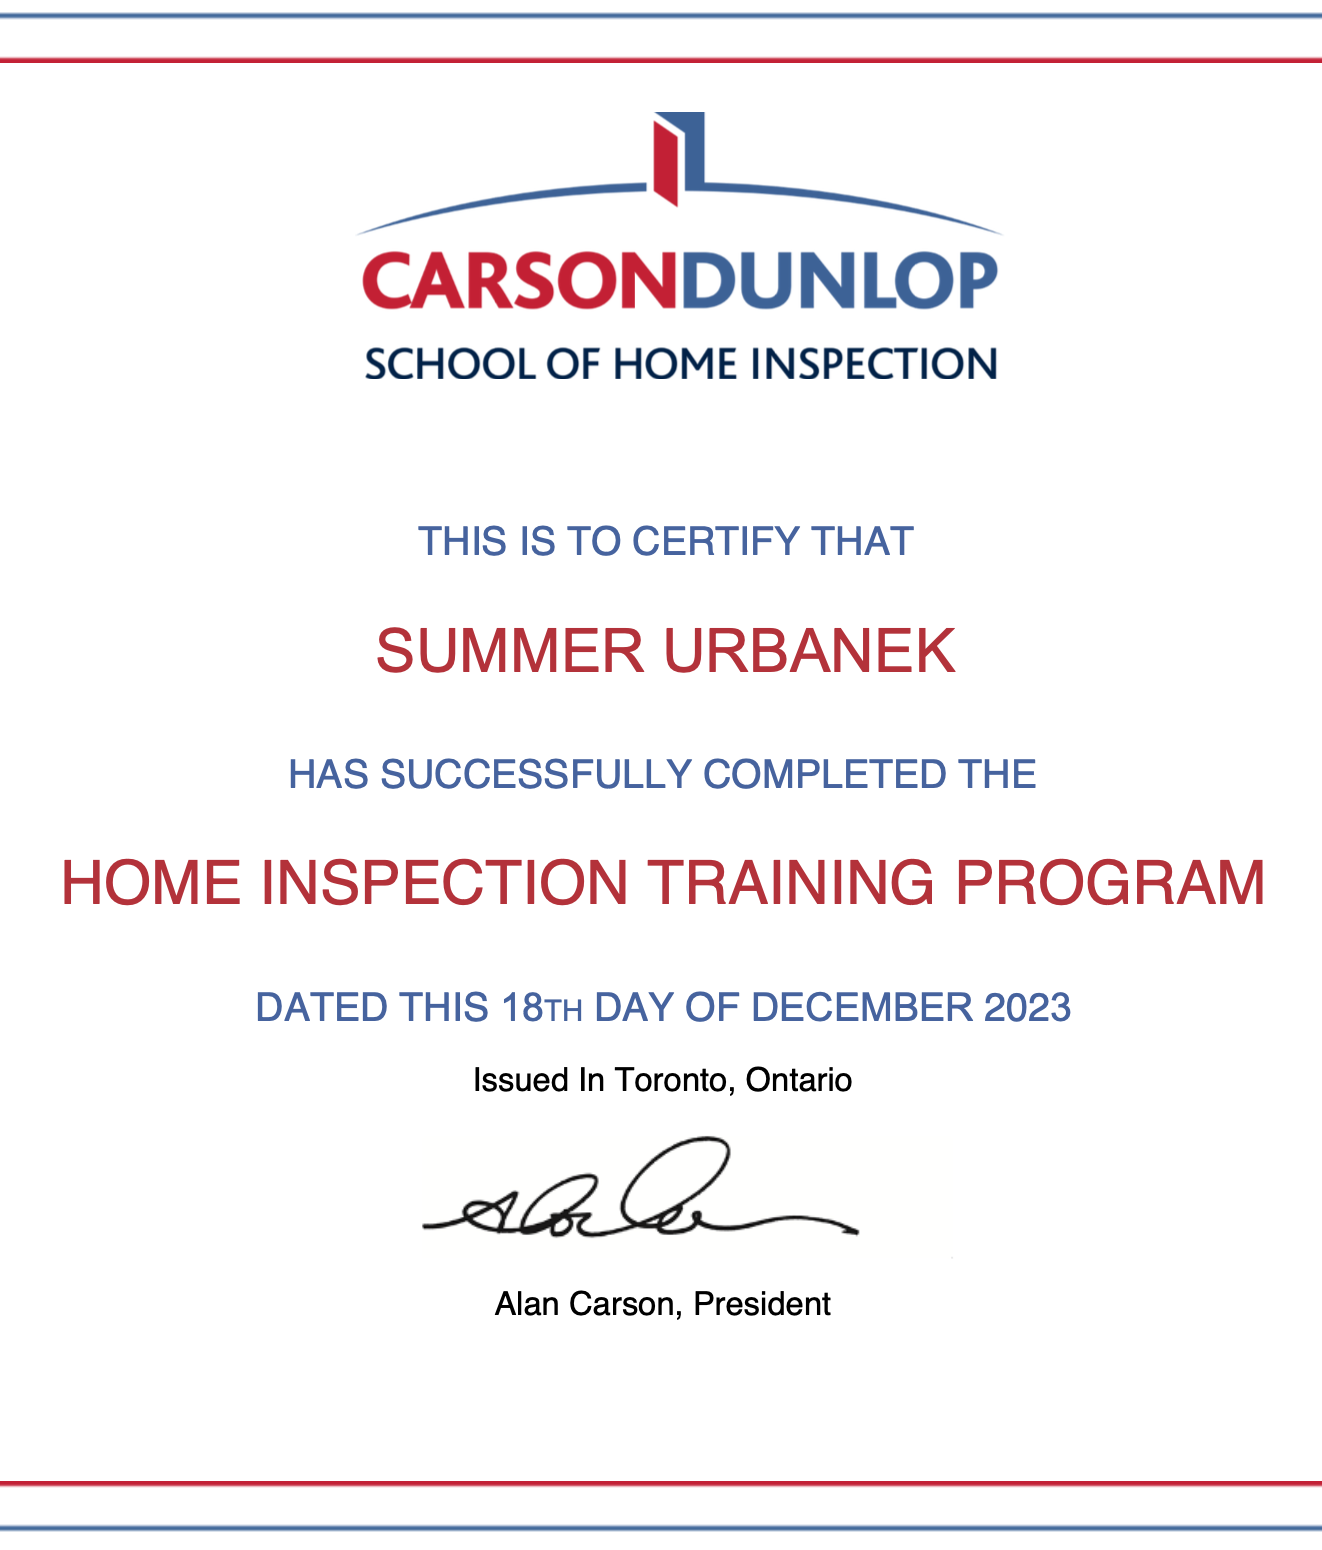 CARSONDUNLOP
SCHOOL OF HOME INSPECTION
THIS IS TO CERTIFY THAT
SUMMER URBANEK
HAS SUCCESSFULLY COMPLETED THE
HOME INSPECTION TRAINING PROGRAM
DATED THIS 18TH DAY OF DECEMBER 2023
Issued In Toronto, Ontario
Alan Carson, President